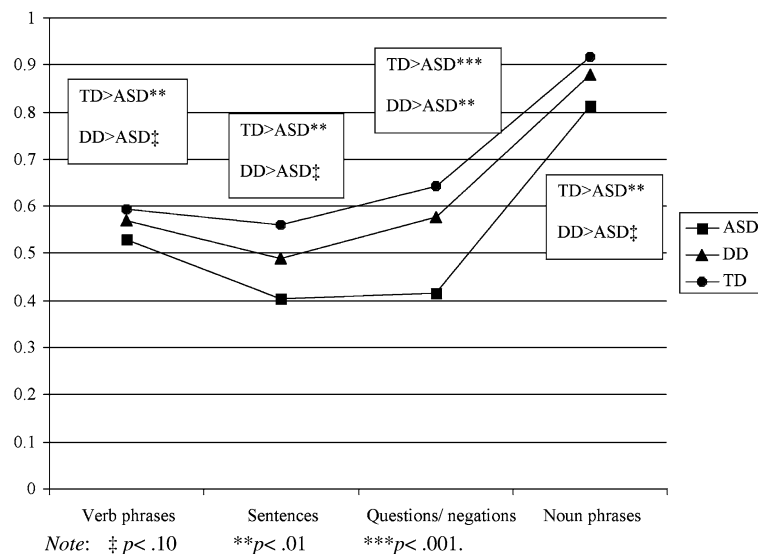 1
0.9
0.8
0.7
0.6
0.5
0.4
0.3
0.2
0.1
0
TD>ASD**
DD>ASD‡
TD>ASD**
DD>ASD‡
TD>ASD***
DD>ASD**
TD>ASD**
DD>ASD‡
ASD
DD
TD
Verb phrases Sentences Questions/ negations Noun phrases
Note: ‡ p< .10 **p< .01 ***p< .001.